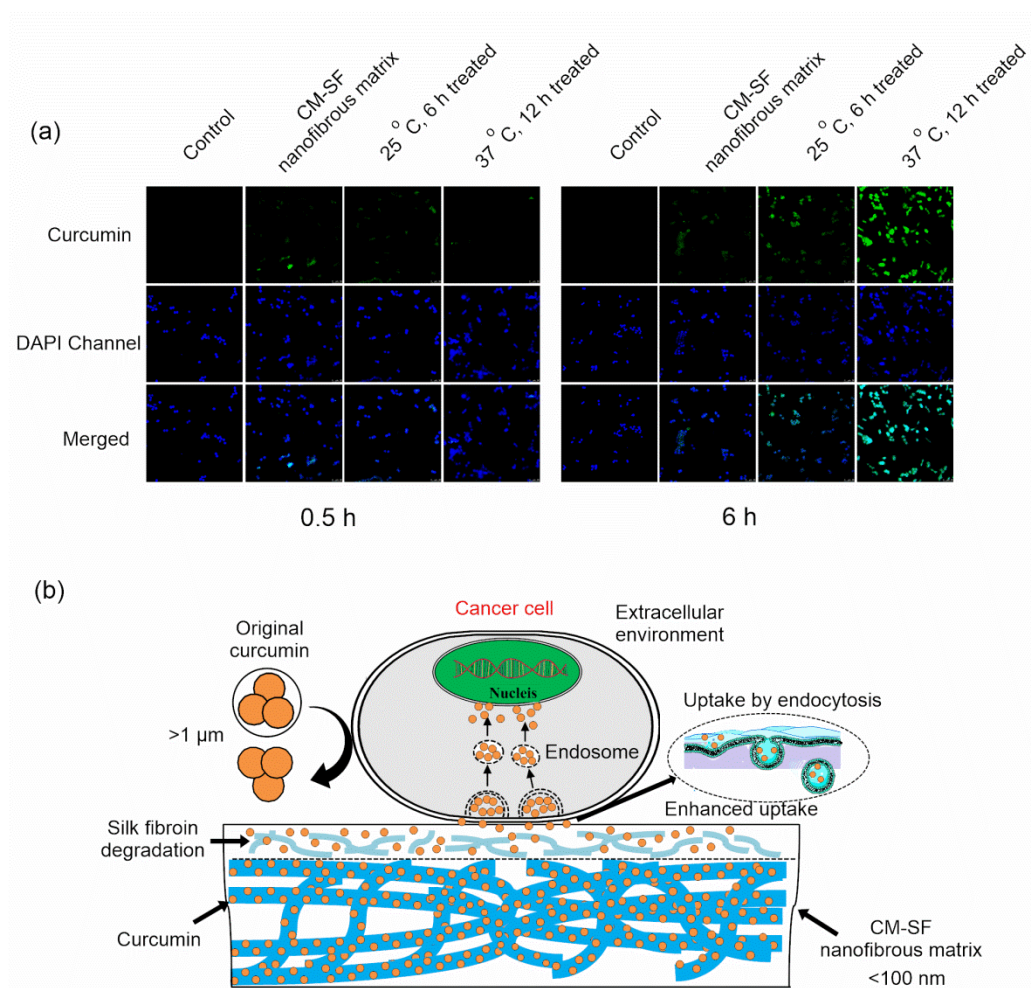 (a)
Control
CM-SF
nanofibrous matrix
25 °C, 6 h treated
37 °C, 12 h treated
Control
CM-SF
nanofibrous matrix
25 °C, 6 h treated
37 °C, 12 h treated
Curcumin
DAPI Channel
Merged
0.5 h
6 h
(b)
Original
curcumin
>1 μm
Cancer cell
Extracellular
environment
Nucleis
Endosome
Uptake by endocytosis
Enhanced uptake
Silk fibroin
degradation
Curcumin
CM-SF
nanofibrous matrix
<100 nm